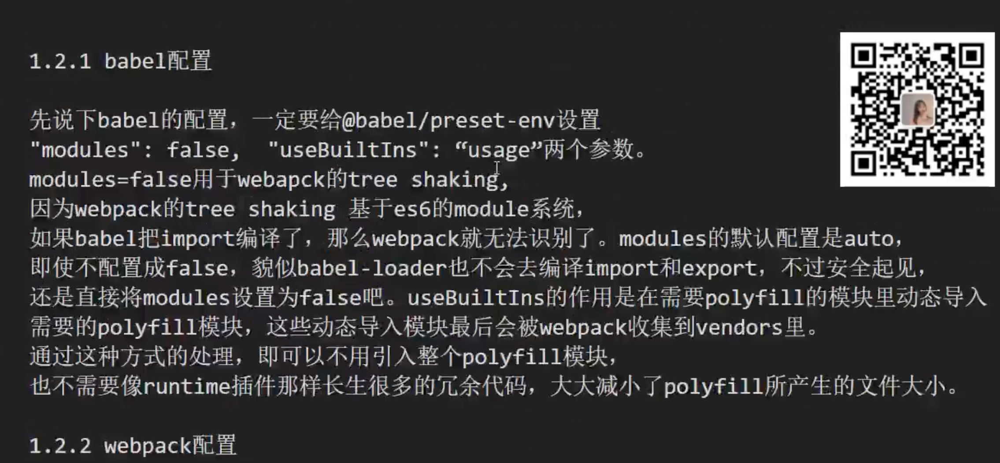 1.2.1 babel配置
先说下babel的配置，一定要给@babel/preset-env设置
"modules": false,  "useBuiltIns": “usage”两个参数。
modules=false用于webapck的tree shaking,
因为webpack的tree shaking 基于es6的module系统，
如果babel把import编译了，那么webpack就无法识别了。modules的默认配置是auto，
即使不配置成false，貌似babel-loader也不会去编译import和export，不过安全起见，
还是直接将modules设置为false吧。useBuiltIns的作用是在需要polyfill的模块里动态导入
需要的polyfill模块，这些动态导入模块最后会被webpack收集到vendors里。
通过这种方式的处理，即可以不用引入整个polyfill模块，
也不需要像runtime插件那样长生很多的冗余代码，大大减小了polyfill所产生的文件大小。
1.2.2 webpack配置